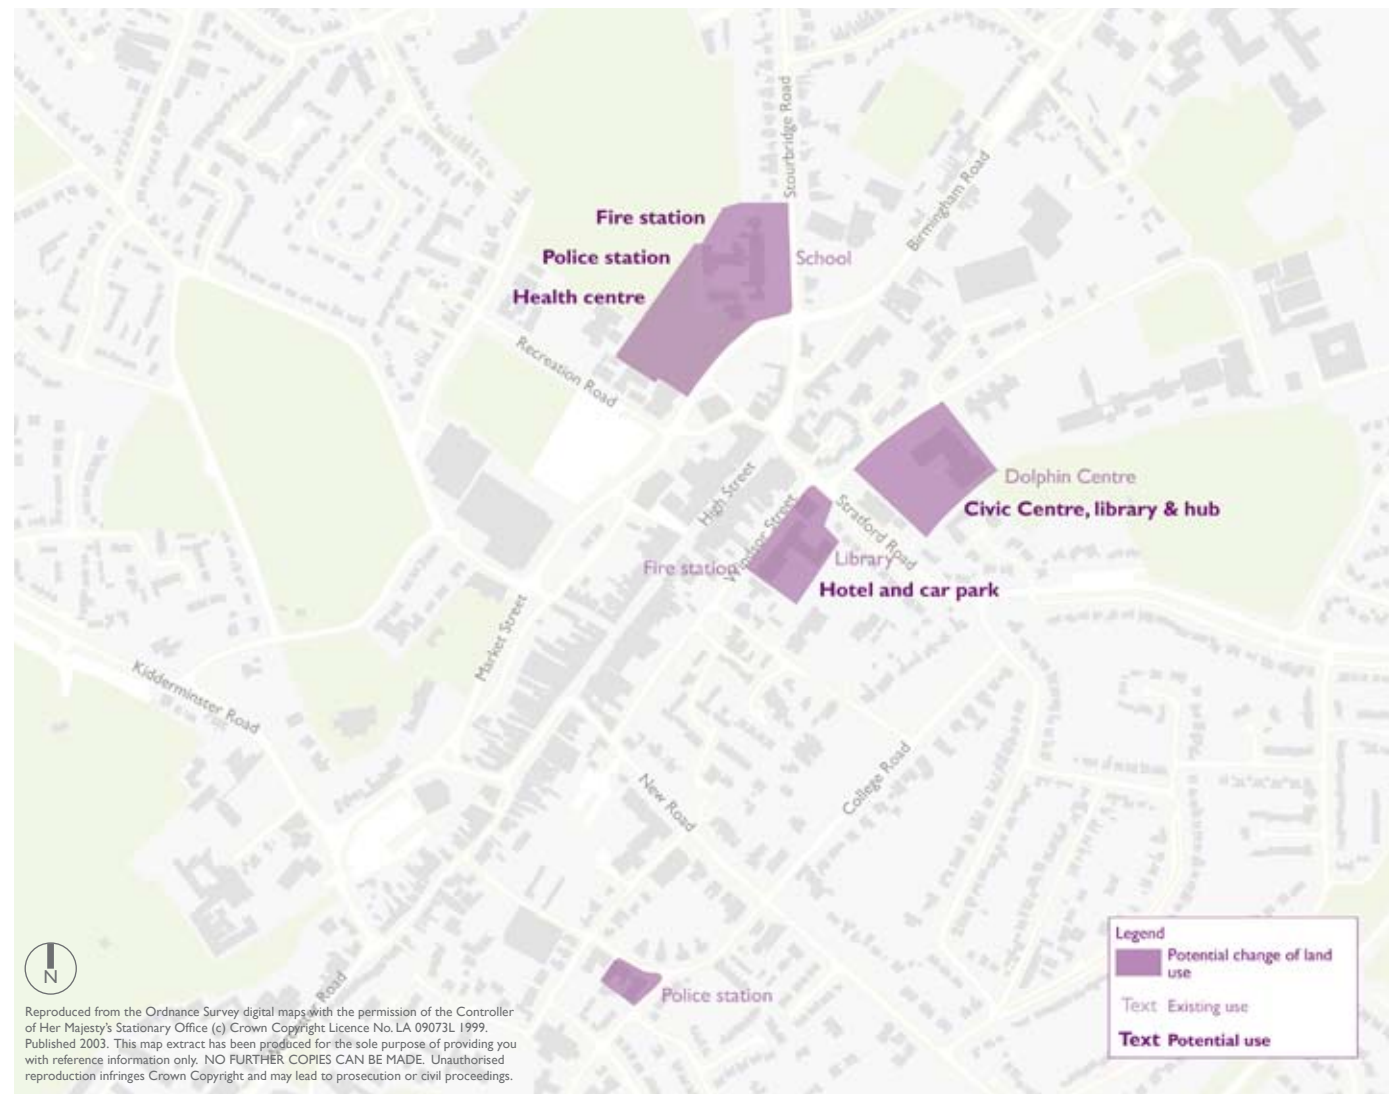 Stourbridge Road
Birmingham Road
Fire station
Police station
School
Health centre
Recreation Road
Dolphin Centre
High Street
Civic Centre, library & hub
Stratford Road
Library
Fire station
Hotel and car park
Market Street
Kidderminster Road
College Road
New Road
Police station
Road
N
Reproduced from the Ordnance Survey digital maps with the permission of the Controller
of Her Majesty's Stationary Office (c) Crown Copyright Licence No. LA 09073L 1999.
Published 2003. This map extract has been produced for the sole purpose of providing you
with reference information only. NO FURTHER COPIES CAN BE MADE. Unauthorised
reproduction infringes Crown Copyright and may lead to prosecution or civil proceedings.
Legend
Potential change of land
use
Text Existing use
Text Potential use